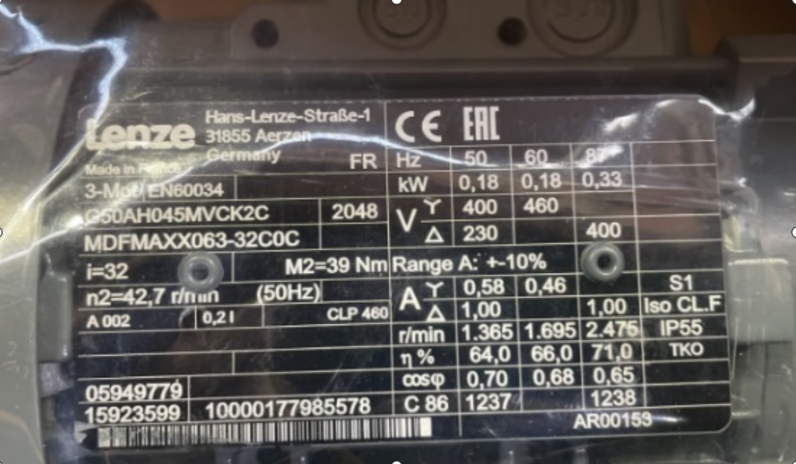 Lenze
Hans-Lenze-Straße-1
31855 Aerzen
Germany
Made in France
FR
3-Mot EN60034
G50AH045MVCK2C 2048
MDFMAXX063-32C0C
i=32 M2=39 Nm
n2=42,7 r/min (50Hz)
A 002 0,2 l CLP 460
05949779
15923599 10000177985578
CE EAC
Hz 50 60 87
kW 0,18 0,18 0,33
V Y 400 460
Δ 230 400
Range A: +-10%
A Y 0,58 0,46 S1
Δ 1,00 1,00 Iso CL.F
r/min 1.365 1.695 2.475 IP55
η % 64,0 66,0 71,0 TKO
cosφ 0,70 0,68 0,65
C 86 1237 1238
AR00153